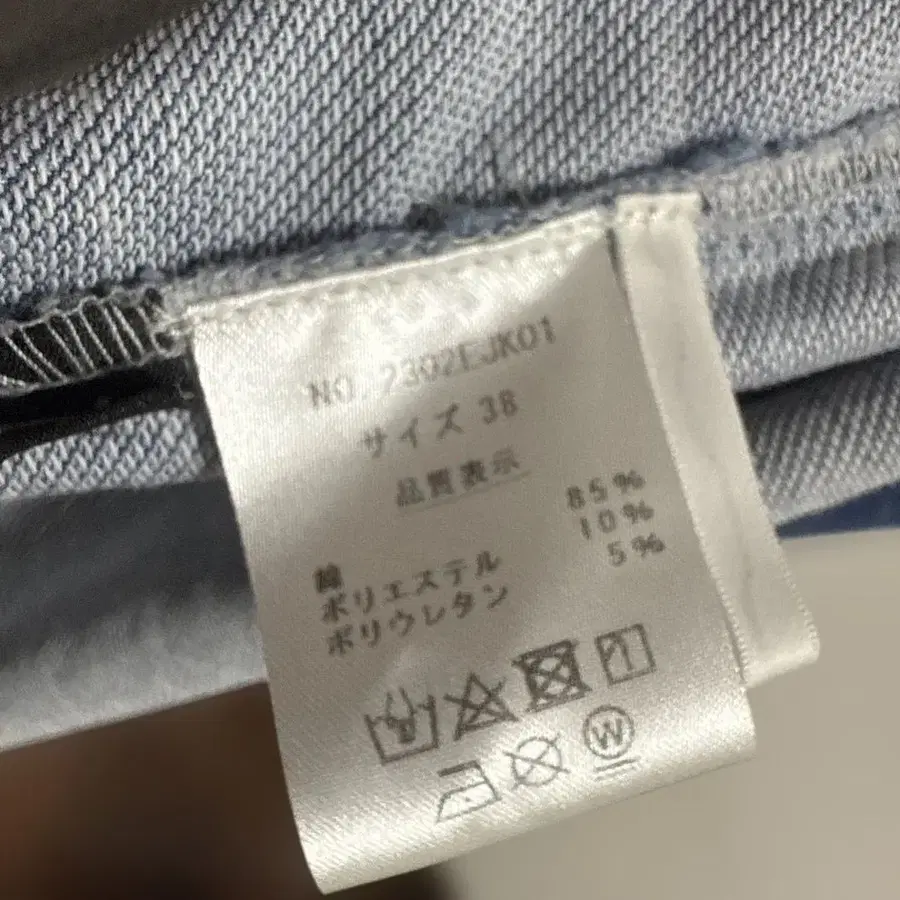 NO. 2302EJK01
サイズ 38
品質表示
綿 85%
ポリエステル 10%
ポリウレタン 5%
W